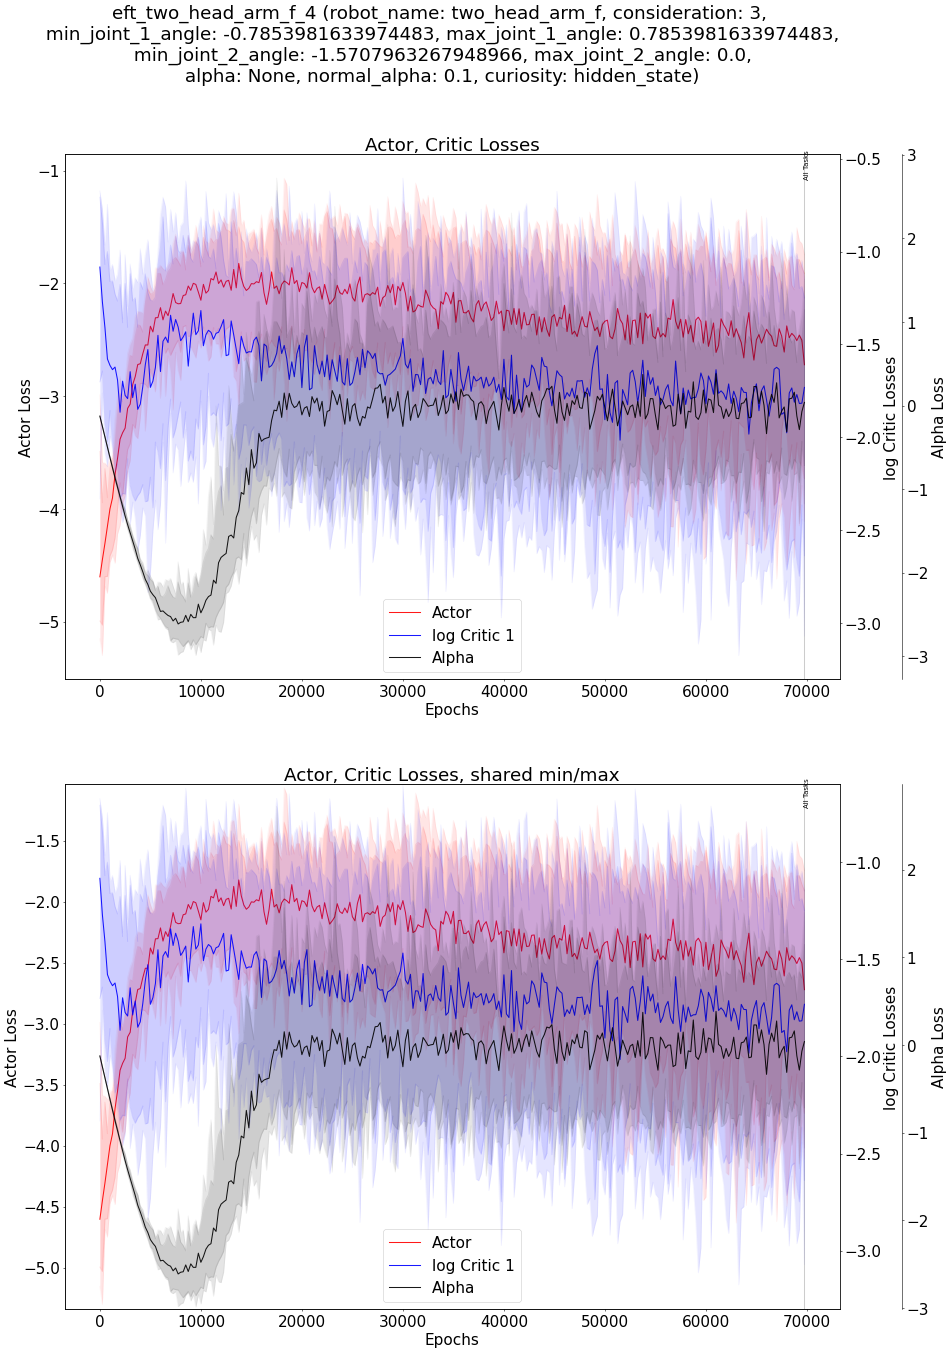 eft_two_head_arm_f_4 (robot_name: two_head_arm_f, consideration: 3,
min_joint_1_angle: -0.7853981633974483, max_joint_1_angle: 0.7853981633974483,
min_joint_2_angle: -1.5707963267948966, max_joint_2_angle: 0.0,
alpha: None, normal_alpha: 0.1, curiosity: hidden_state)
Actor, Critic Losses
All Tasks
−1
−2
−3
−4
−5
Actor Loss
−0.5
−1.0
−1.5
−2.0
−2.5
−3.0
log Critic Losses
3
2
1
0
−1
−2
−3
Alpha Loss
Actor
log Critic 1
Alpha
0
10000
20000
30000
40000
50000
60000
70000
Epochs
Actor, Critic Losses, shared min/max
All Tasks
−1.5
−2.0
−2.5
−3.0
−3.5
−4.0
−4.5
−5.0
Actor Loss
−1.0
−1.5
−2.0
−2.5
−3.0
log Critic Losses
2
1
0
−1
−2
−3
Alpha Loss
Actor
log Critic 1
Alpha
0
10000
20000
30000
40000
50000
60000
70000
Epochs